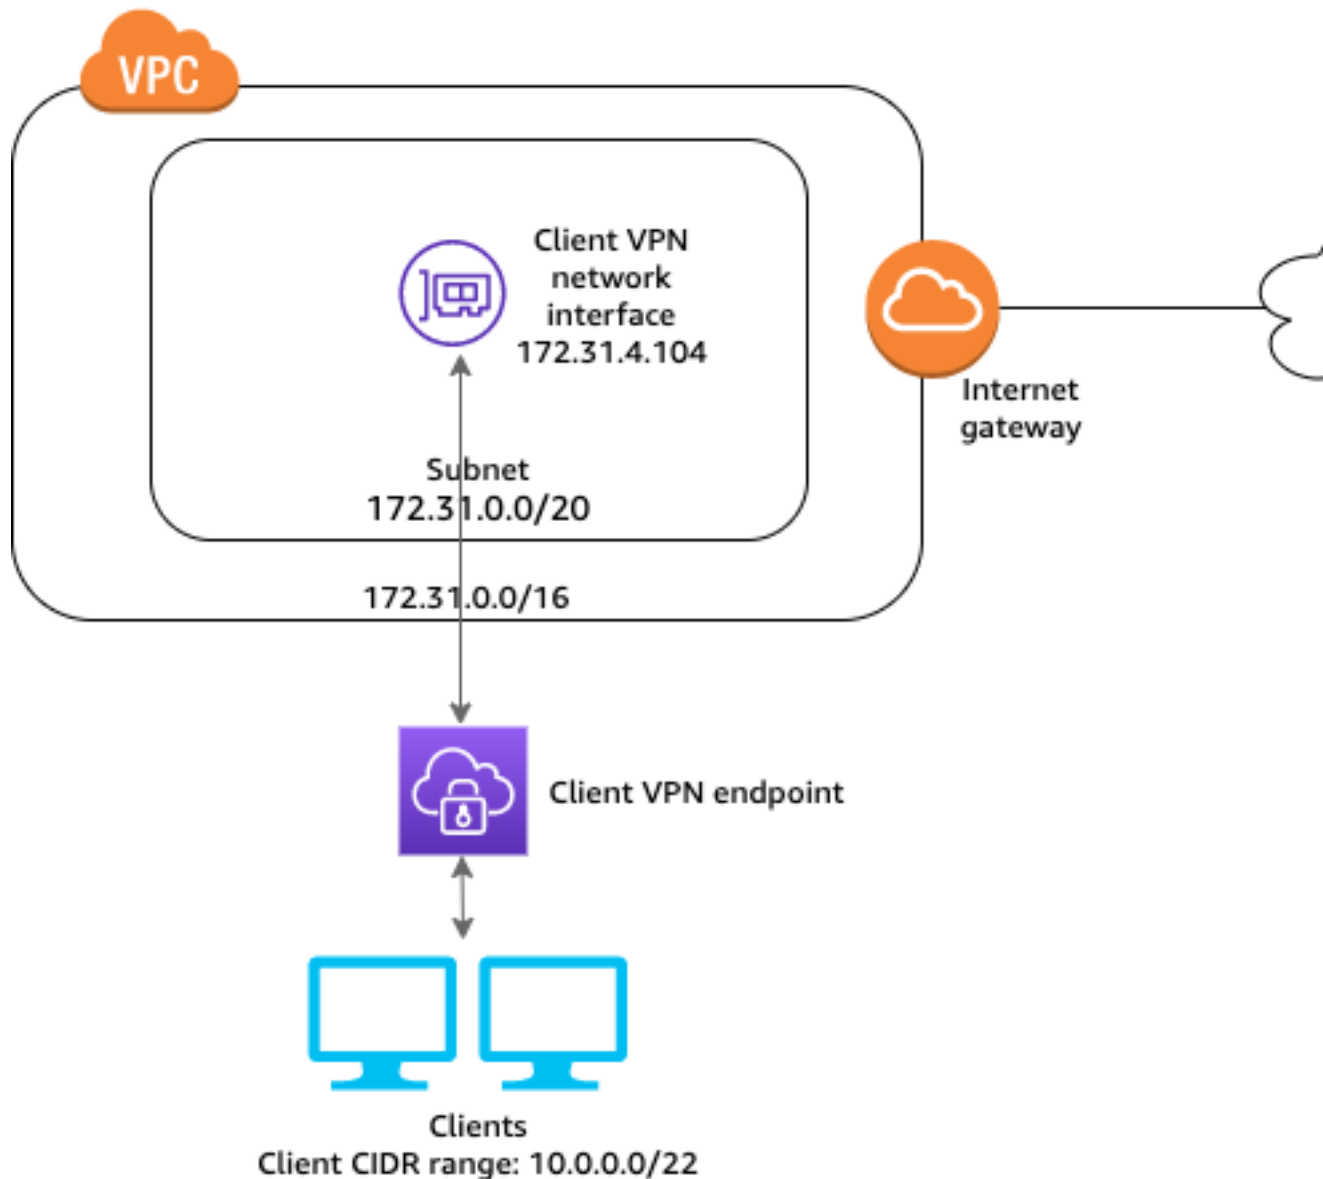 VPC
Client VPN
network
interface
172.31.4.104
Internet
gateway
Subnet
172.31.0.0/20
172.31.0.0/16
Client VPN endpoint
Clients
Client CIDR range: 10.0.0.0/22